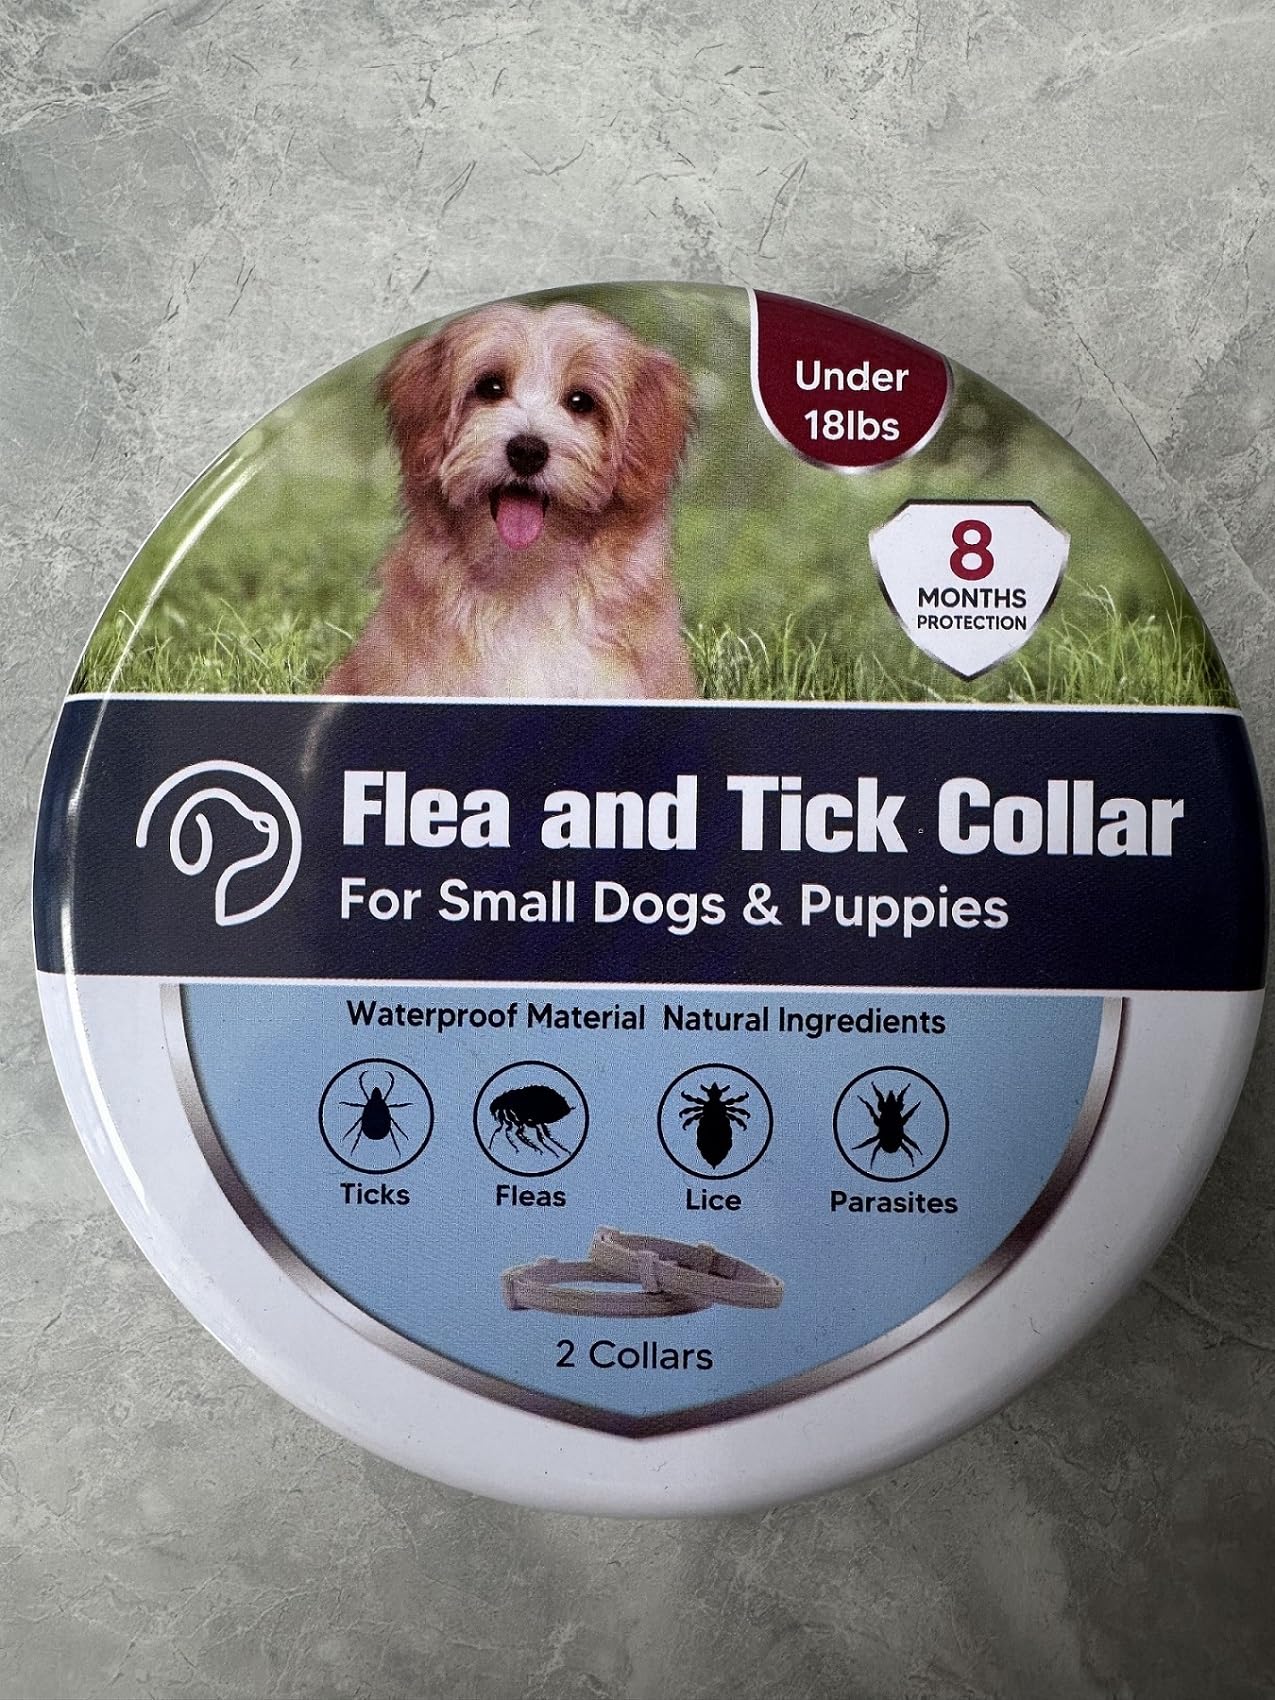 Under
18lbs
8
MONTHS
PROTECTION
Flea and Tick Collar
For Small Dogs & Puppies
Waterproof Material Natural Ingredients
Ticks Fleas Lice Parasites
2 Collars